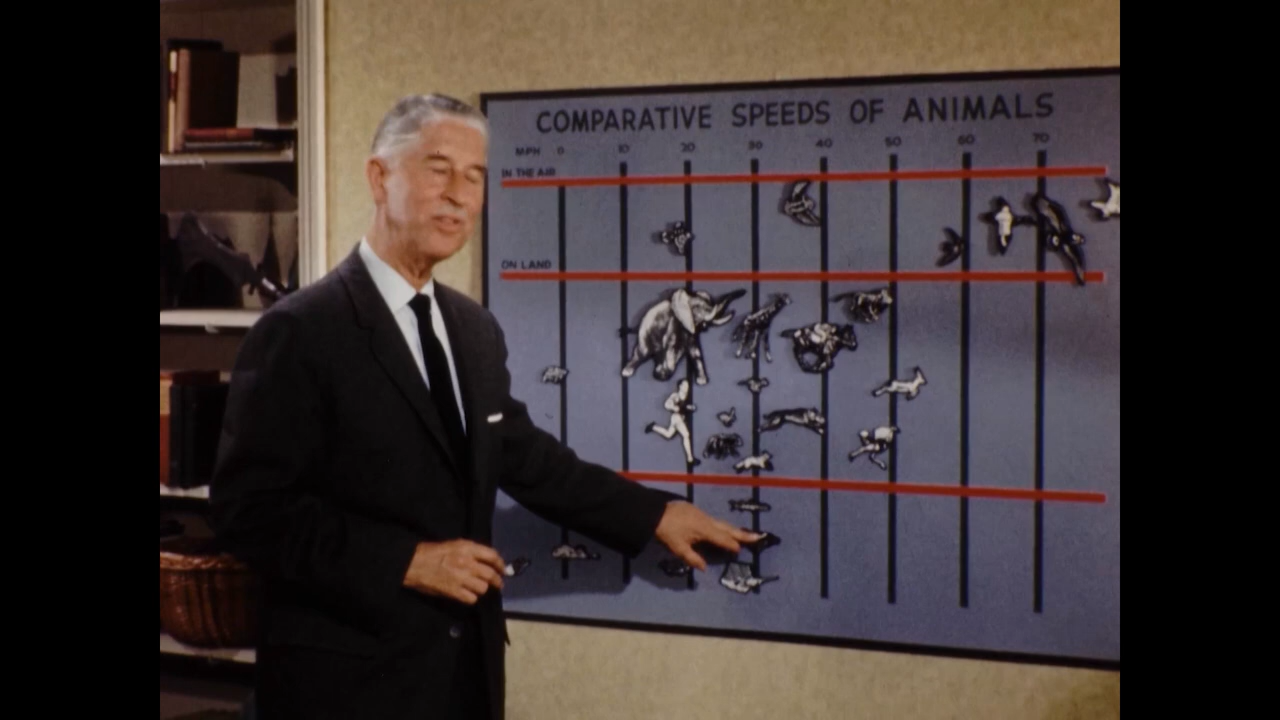 COMPARATIVE SPEEDS OF ANIMALS
MPH 0 10 20 30 40 50 60 70
IN THE AIR
ON LAND